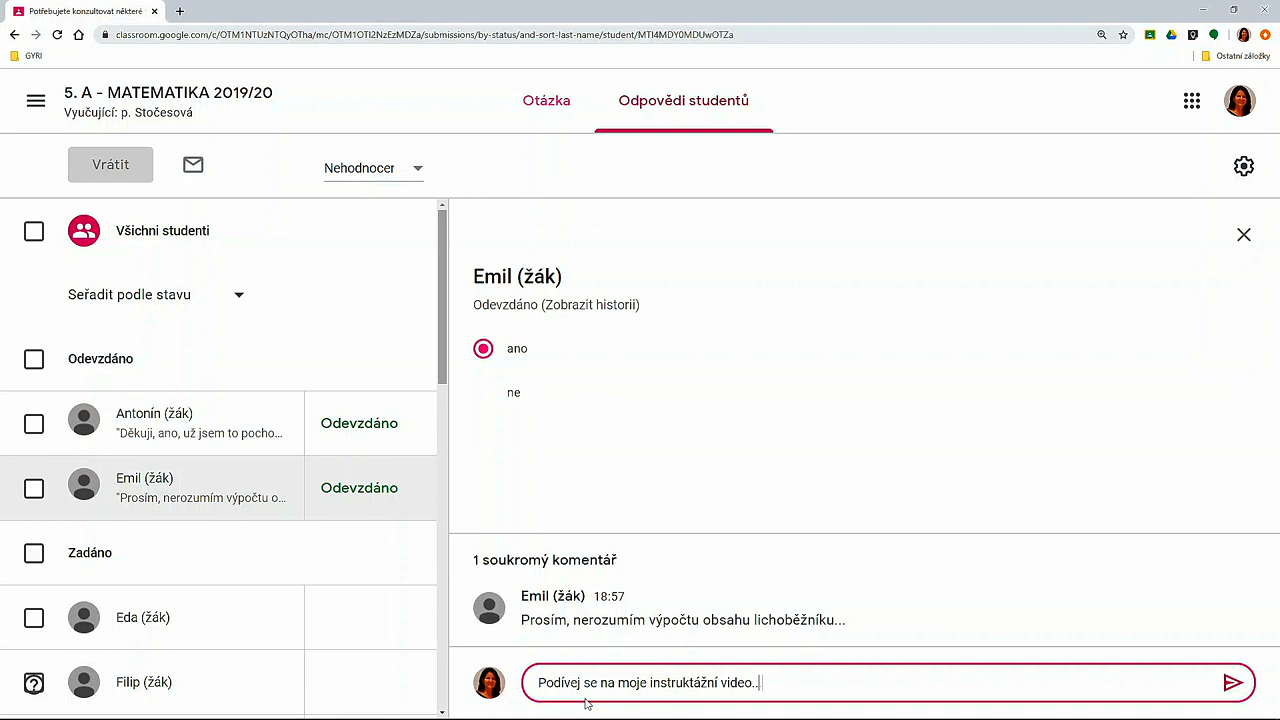 Potřebujete konzultovat některé
classroom.google.com/c/OTM1NTUzNTQyOTha/mc/OTM1OTI2NzEzMDZa/submissions/by-status/and-sort-last-name/student/MTI4MDY0MDUwOTZa
GYRI
Ostatní záložky
5. A - MATEMATIKA 2019/20
Vyučující: p. Stočesová
Otázka
Odpovědi studentů
Vrátit
Nehodnocer
Všichni studenti
Seřadit podle stavu
Odevzdáno
Antonín (žák)
"Děkuji, ano, už jsem to pocho...
Odevzdáno
Emil (žák)
"Prosím, nerozumím výpočtu o...
Odevzdáno
Zadáno
Eda (žák)
Filip (žák)
Emil (žák)
Odevzdáno (Zobrazit historii)
ano
ne
1 soukromý komentář
Emil (žák) 18:57
Prosím, nerozumím výpočtu obsahu lichoběžníku...
Podívej se na moje instruktážní video..